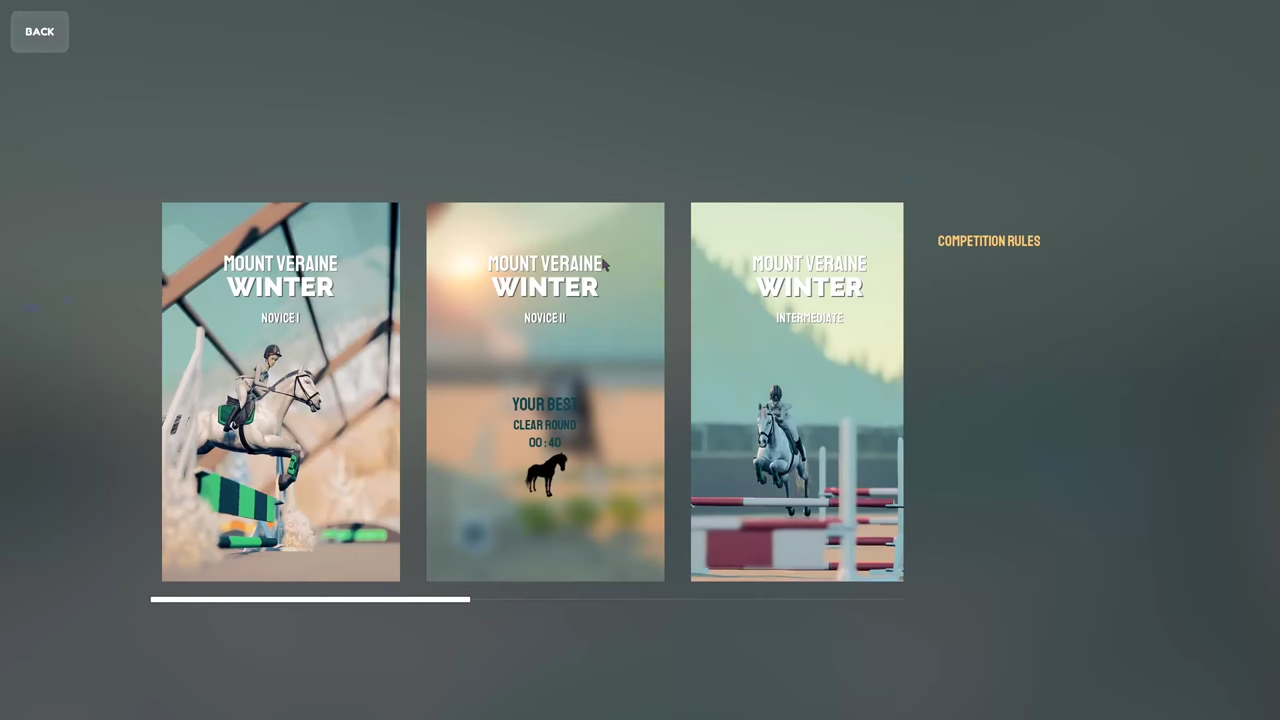 BACK
MOUNT VERAINE
WINTER
NOVICE I
MOUNT VERAINE
WINTER
NOVICE II
YOUR BEST
CLEAR ROUND
00 : 40
MOUNT VERAINE
WINTER
INTERMEDIATE
COMPETITION RULES